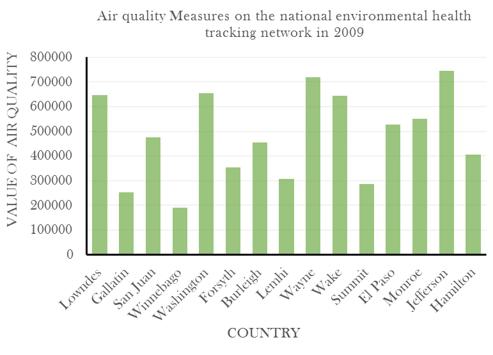 Air quality Measures on the national environmental health
tracking network in 2009
VALUE OF AIR QUALITY
800000
700000
600000
500000
400000
300000
200000
100000
0
Lowndes
Gallatin
San Juan
Winnebago
Washington
Forsyth
Burleigh
Lemhi
Wayne
Wake
Summit
El Paso
Monroe
Jefferson
Hamilton
COUNTRY